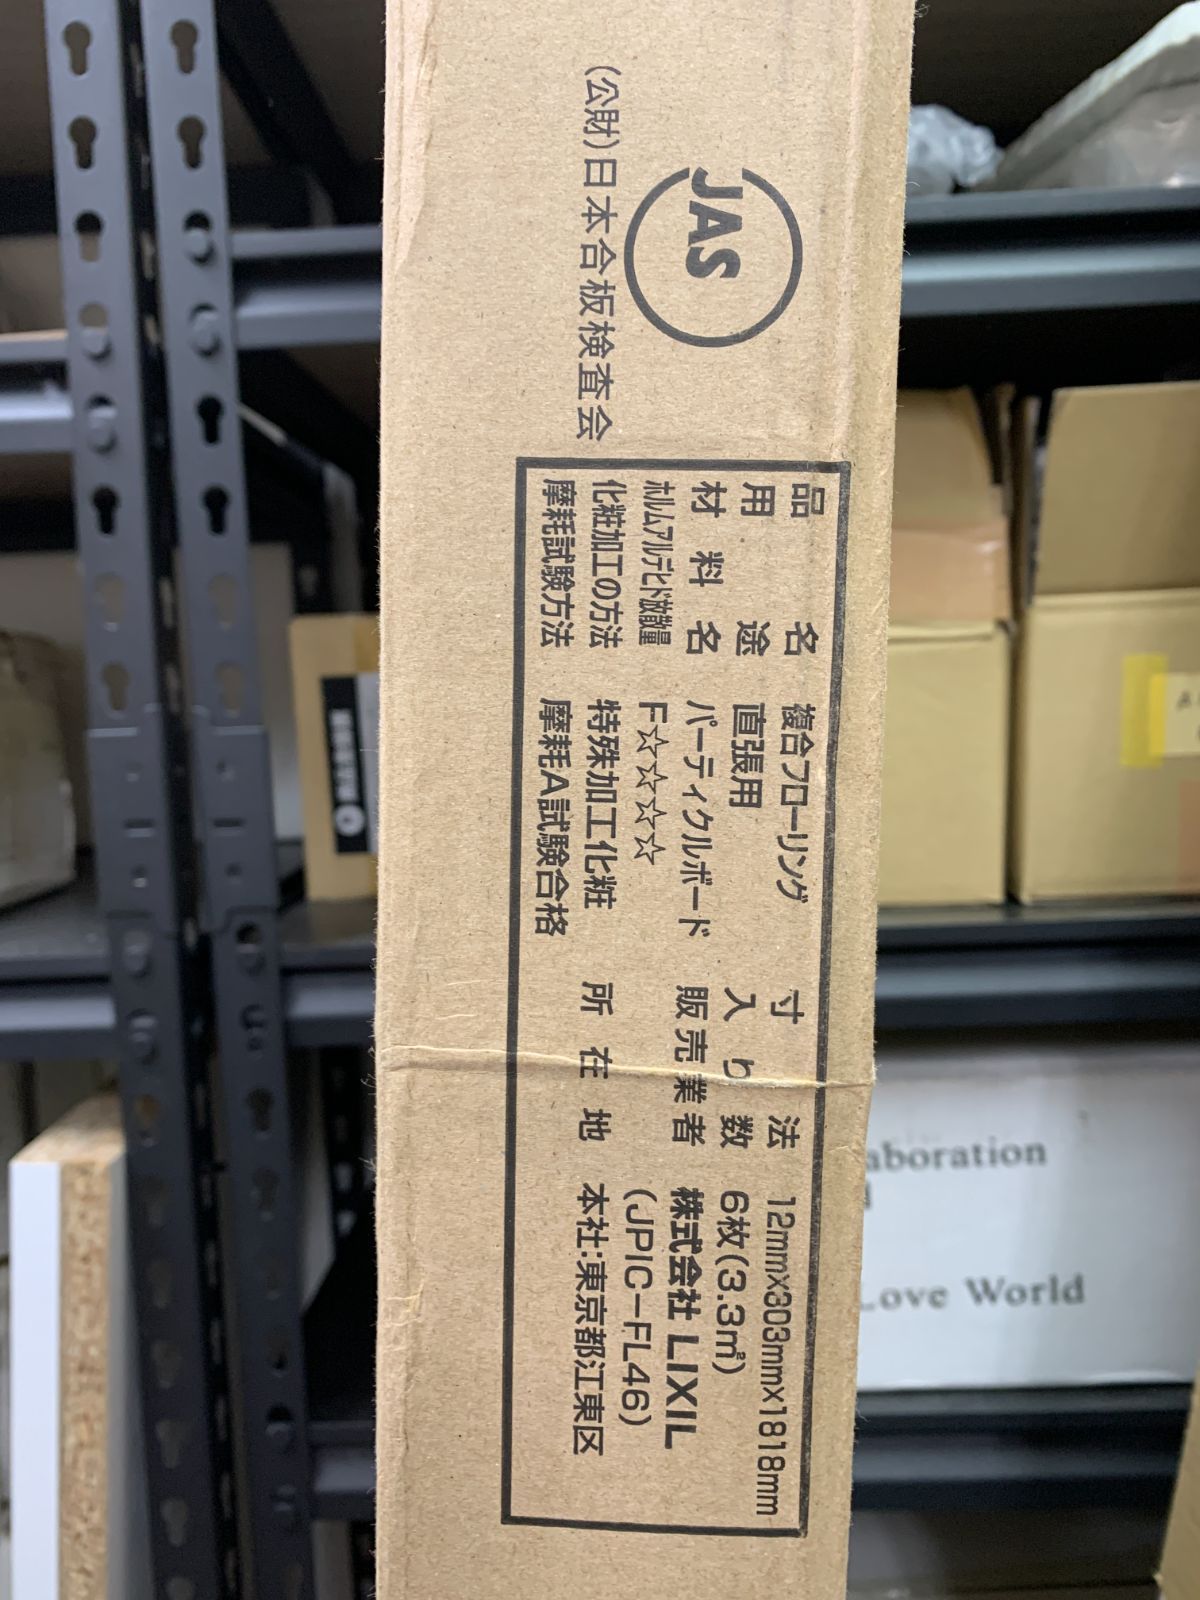 JAS
(公財)日本合板検査会
品名 複合フローリング
用途 直張用
材料名 パーティクルボード
ホルムアルデヒド放散量 F☆☆☆☆
化粧加工の方法 特殊加工化粧
摩耗試験方法 摩耗A試験合格
寸法 12mm×303mm×1818mm
入り数 6枚(3.3㎡)
販売業者 株式会社 LIXIL
(JPIC-FL46)
所在地 本社:東京都江東区
aboration
Love World